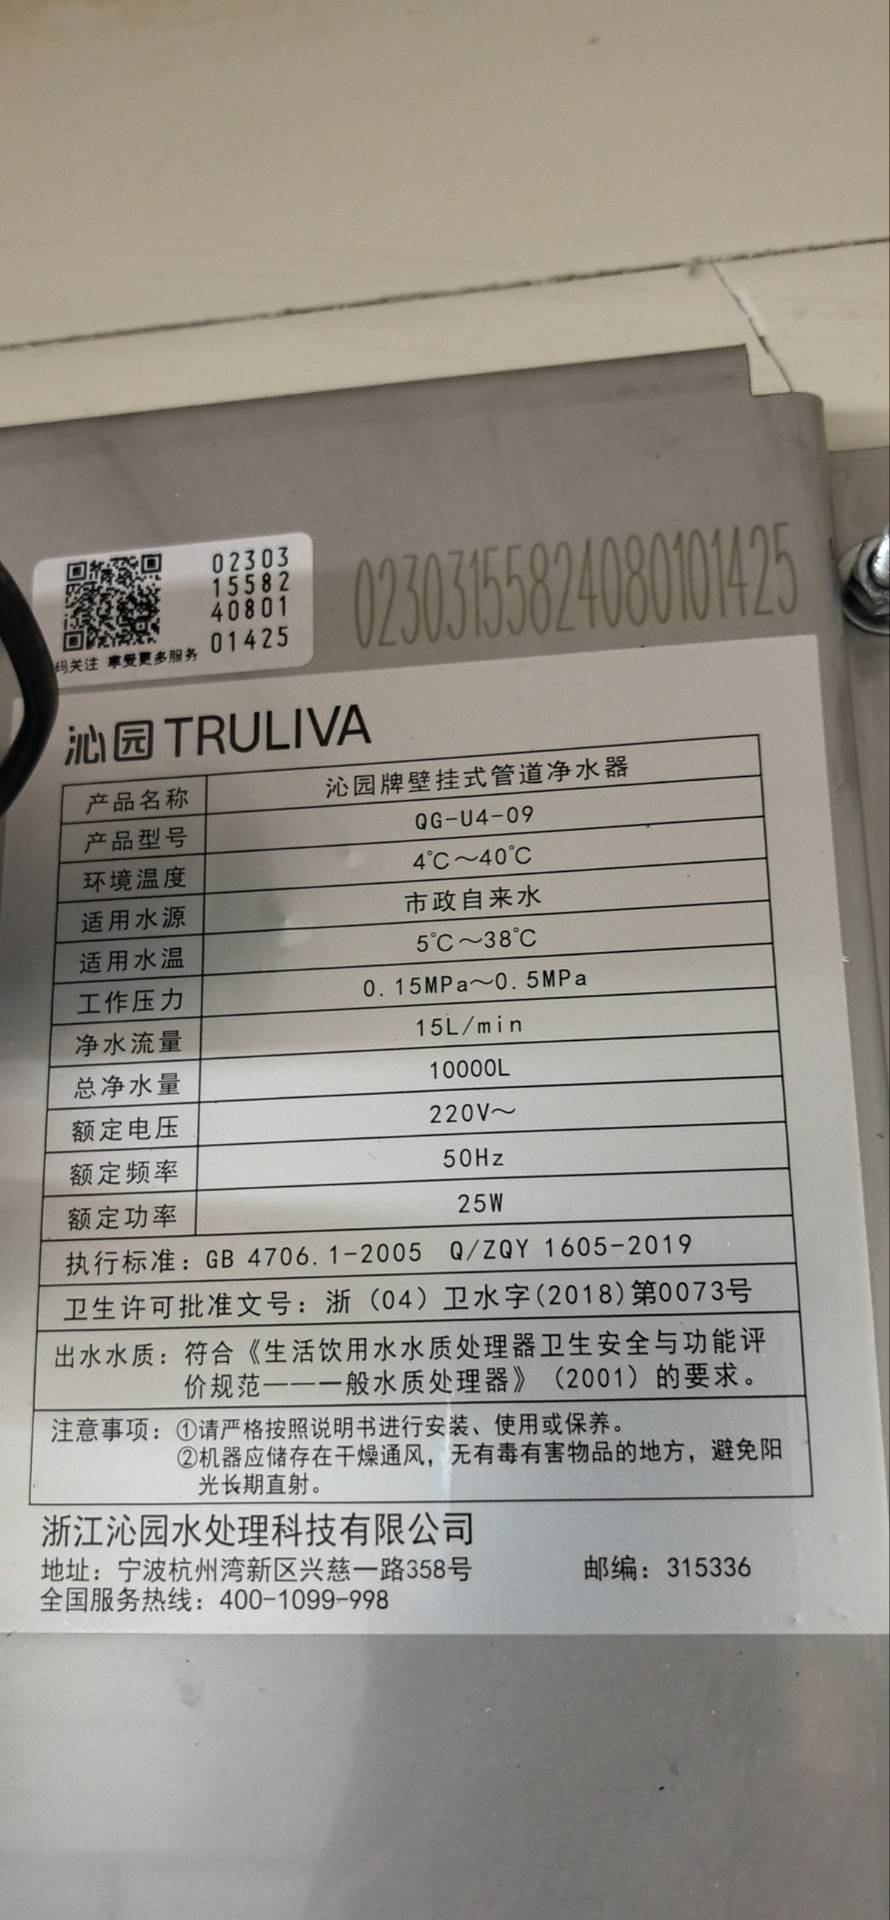 02303
15582
40801
01425
码关注 享受更多服务
02303155824080101425
沁园TRULIVA
产品名称 沁园牌壁挂式管道净水器
产品型号 QG-U4-09
环境温度 4℃～40℃
适用水源 市政自来水
适用水温 5℃～38℃
工作压力 0.15MPa～0.5MPa
净水流量 15L/min
总净水量 10000L
额定电压 220V～
额定频率 50Hz
额定功率 25W
执行标准：GB 4706.1-2005 Q/ZQY 1605-2019
卫生许可批准文号：浙（04）卫水字(2018)第0073号
出水水质：符合《生活饮用水水质处理器卫生安全与功能评
价规范——一般水质处理器》（2001）的要求。
注意事项：①请严格按照说明书进行安装、使用或保养。
②机器应储存在干燥通风，无有毒有害物品的地方，避免阳
光长期直射。
浙江沁园水处理科技有限公司
地址：宁波杭州湾新区兴慈一路358号 邮编：315336
全国服务热线：400-1099-998